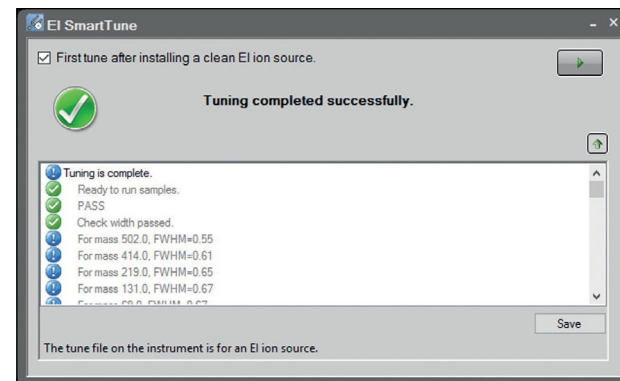 EI SmartTune
First tune after installing a clean EI ion source.
Tuning completed successfully.
Tuning is complete.
Ready to run samples.
PASS
Check width passed.
For mass 502.0, FWHM=0.55
For mass 414.0, FWHM=0.61
For mass 219.0, FWHM=0.65
For mass 131.0, FWHM=0.67
Save
The tune file on the instrument is for an EI ion source.